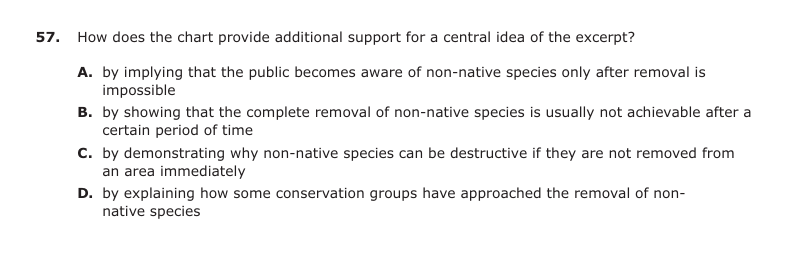 57. How does the chart provide additional support for a central idea of the excerpt?
A. by implying that the public becomes aware of non-native species only after removal is
impossible
B. by showing that the complete removal of non-native species is usually not achievable after a
certain period of time
C. by demonstrating why non-native species can be destructive if they are not removed from
an area immediately
D. by explaining how some conservation groups have approached the removal of non-
native species